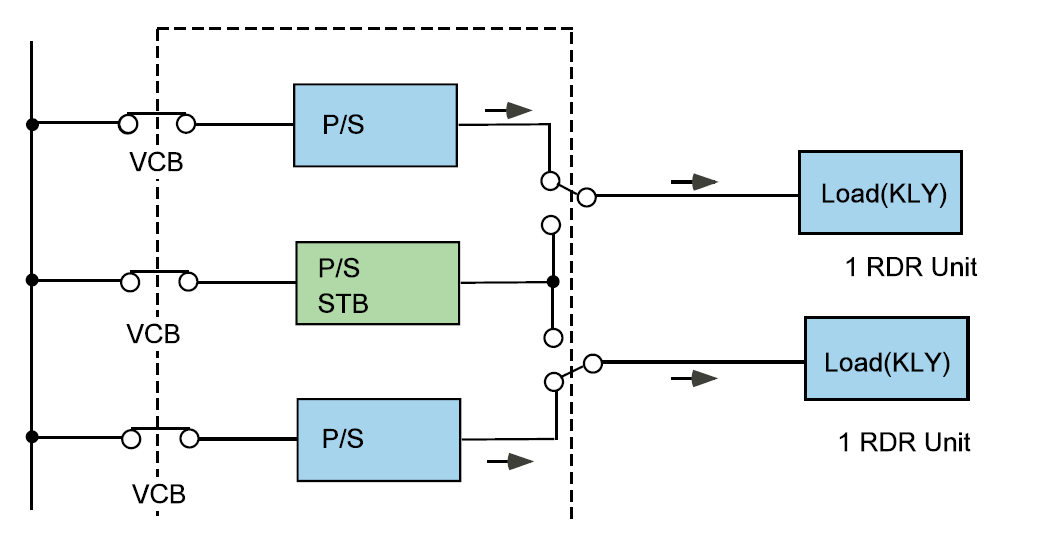 P/S
VCB
Load(KLY)
1 RDR Unit
P/S
STB
VCB
Load(KLY)
1 RDR Unit
P/S
VCB